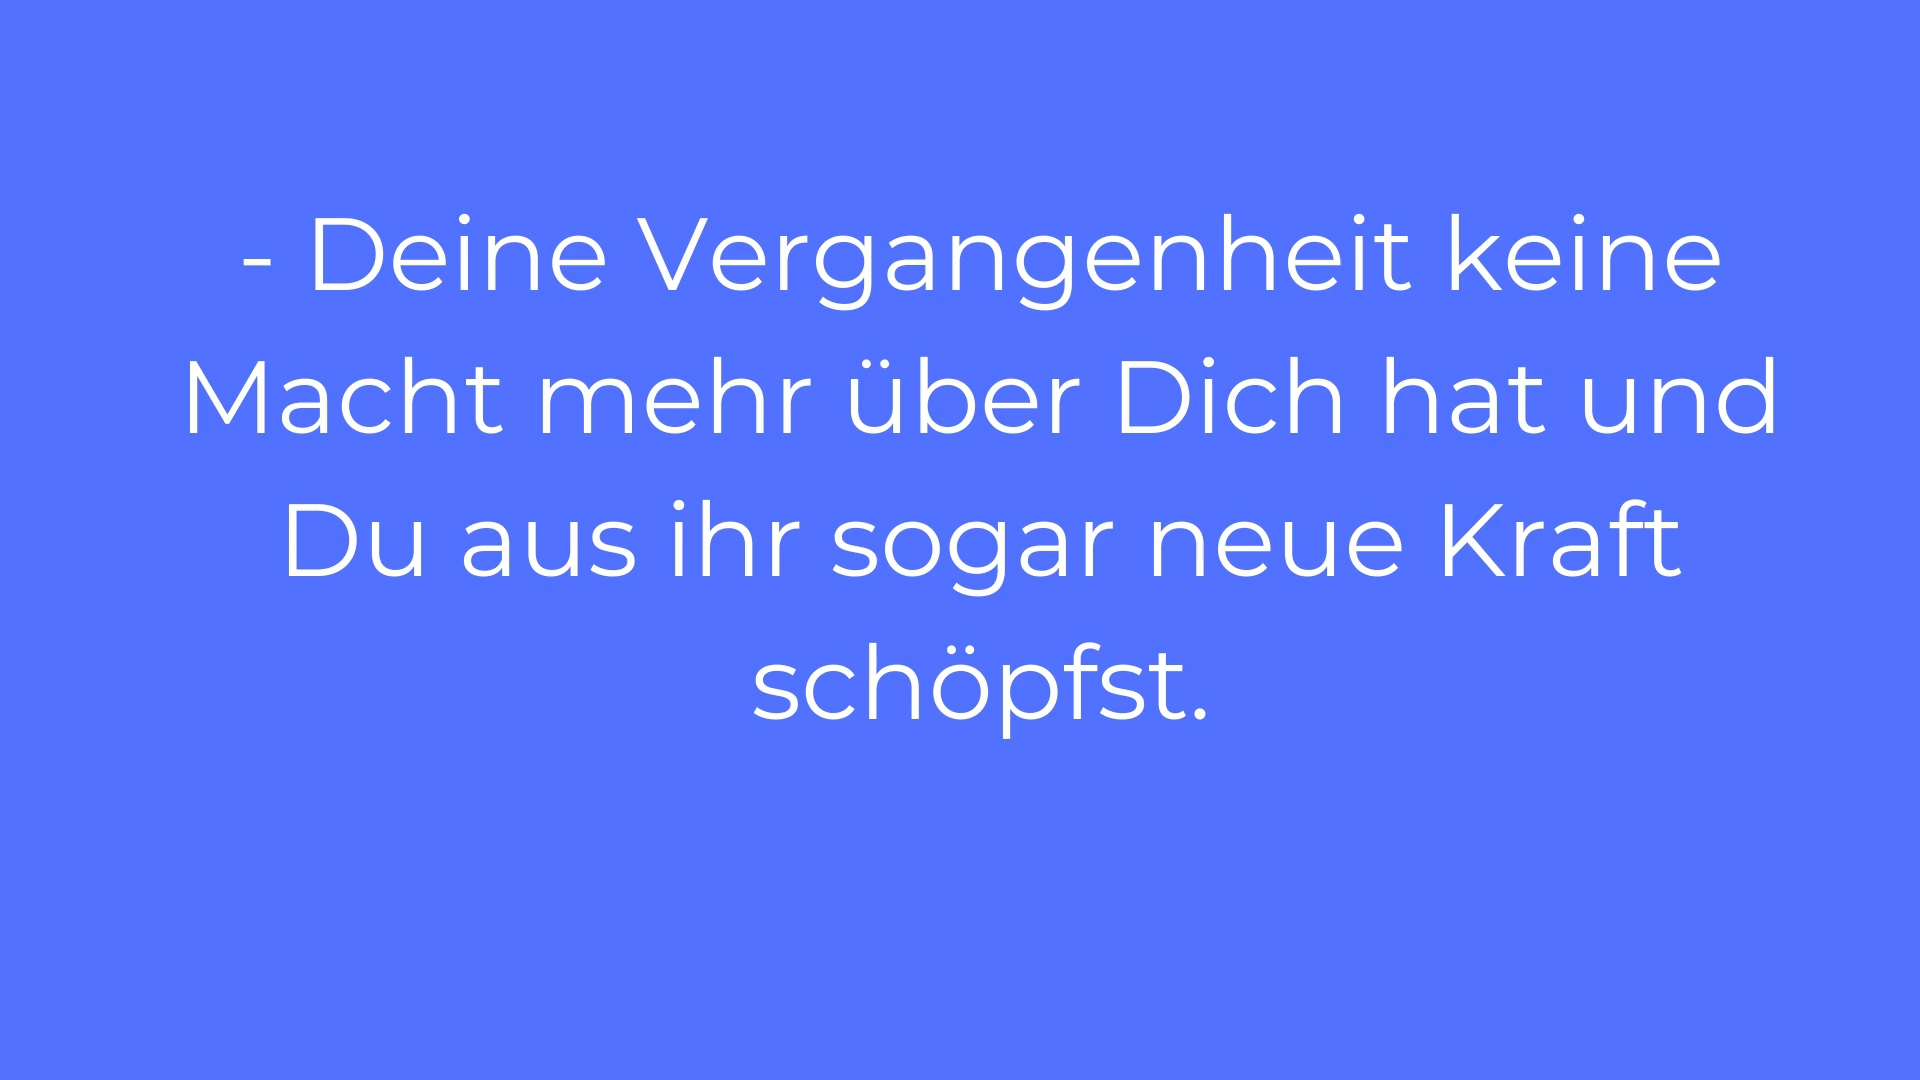 - Deine Vergangenheit keine
Macht mehr über Dich hat und
Du aus ihr sogar neue Kraft
schöpfst.